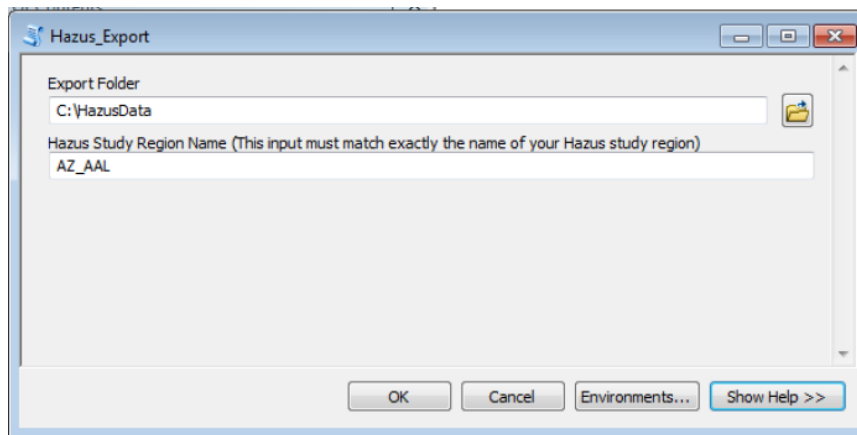 Hazus_Export
Export Folder
C:\HazusData
Hazus Study Region Name (This input must match exactly the name of your Hazus study region)
AZ_AAL
OK Cancel Environments... Show Help >>